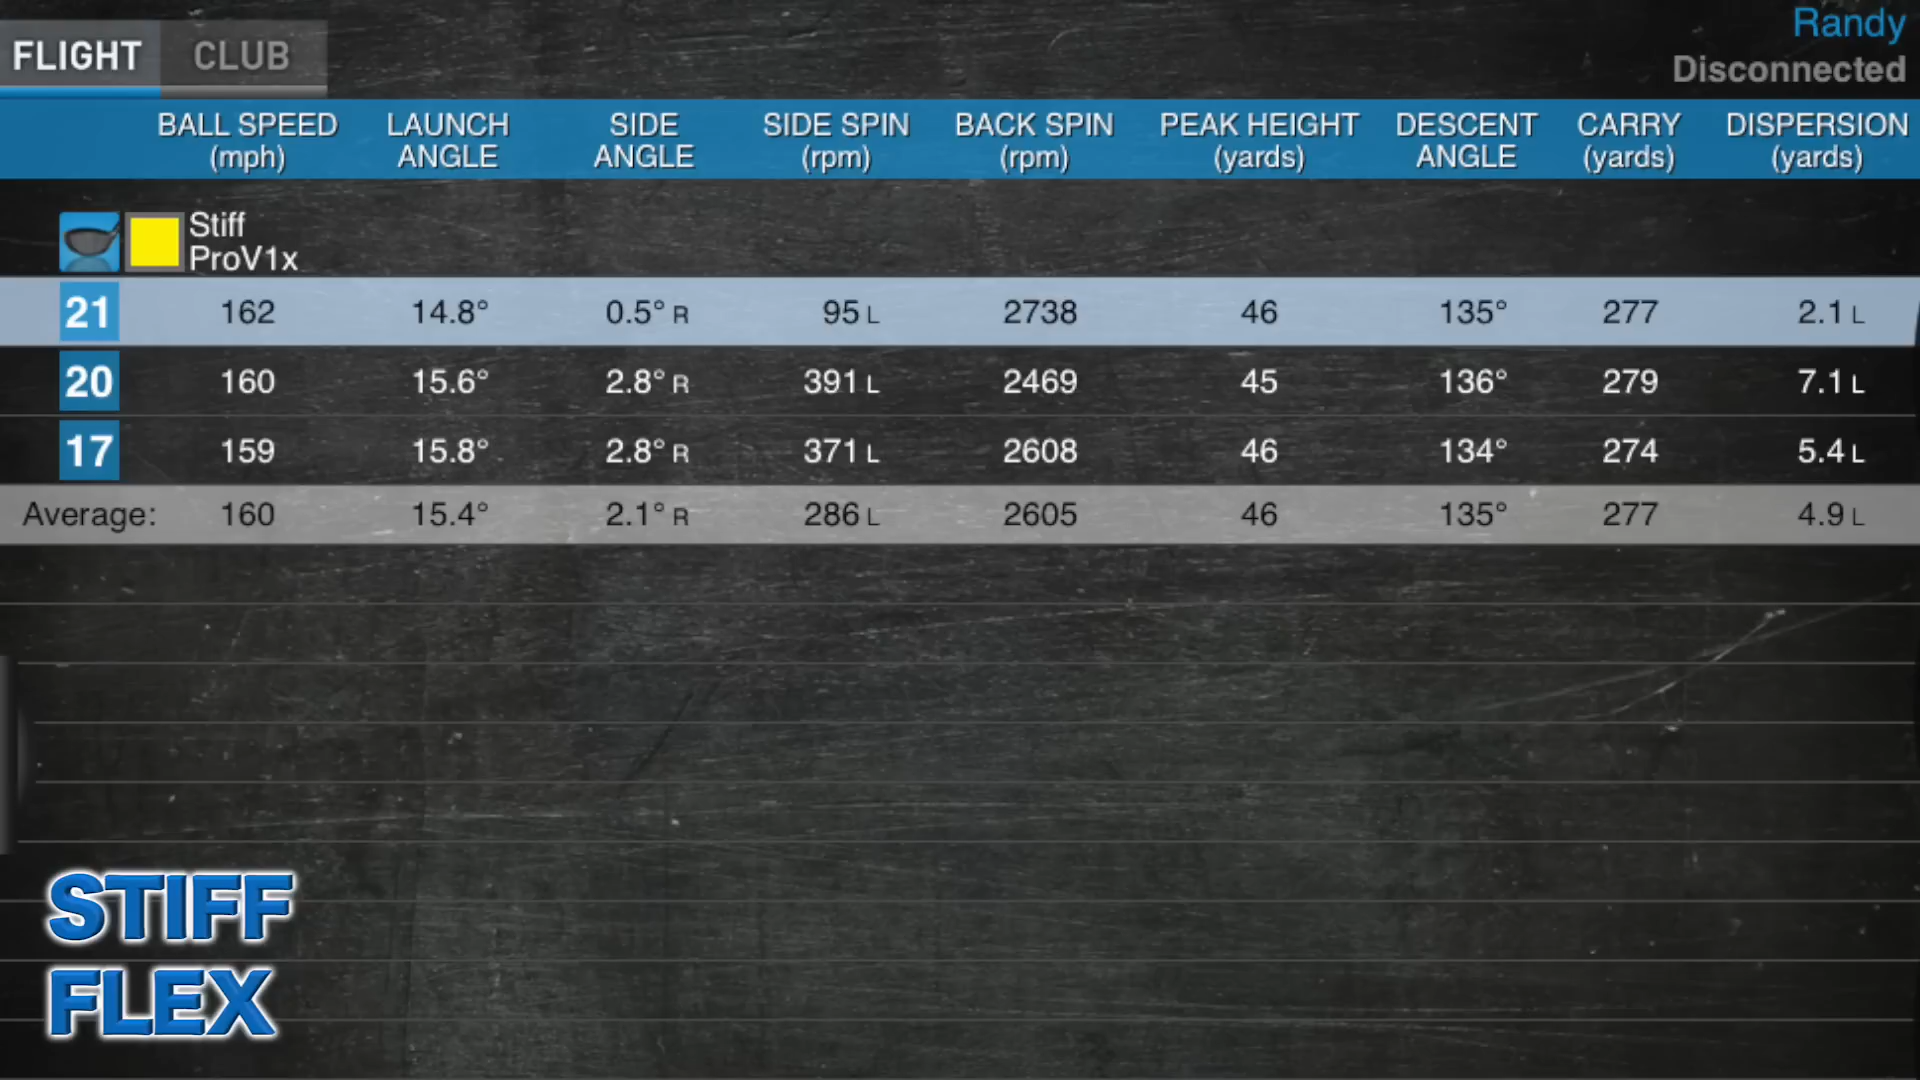 FLIGHT CLUB
Randy
Disconnected
BALL SPEED (mph) LAUNCH ANGLE SIDE ANGLE SIDE SPIN (rpm) BACK SPIN (rpm) PEAK HEIGHT (yards) DESCENT ANGLE CARRY (yards) DISPERSION (yards)
Stiff
ProV1x
21 162 14.8° 0.5° R 95 L 2738 46 135° 277 2.1 L
20 160 15.6° 2.8° R 391 L 2469 45 136° 279 7.1 L
17 159 15.8° 2.8° R 371 L 2608 46 134° 274 5.4 L
Average: 160 15.4° 2.1° R 286 L 2605 46 135° 277 4.9 L
STIFF
FLEX